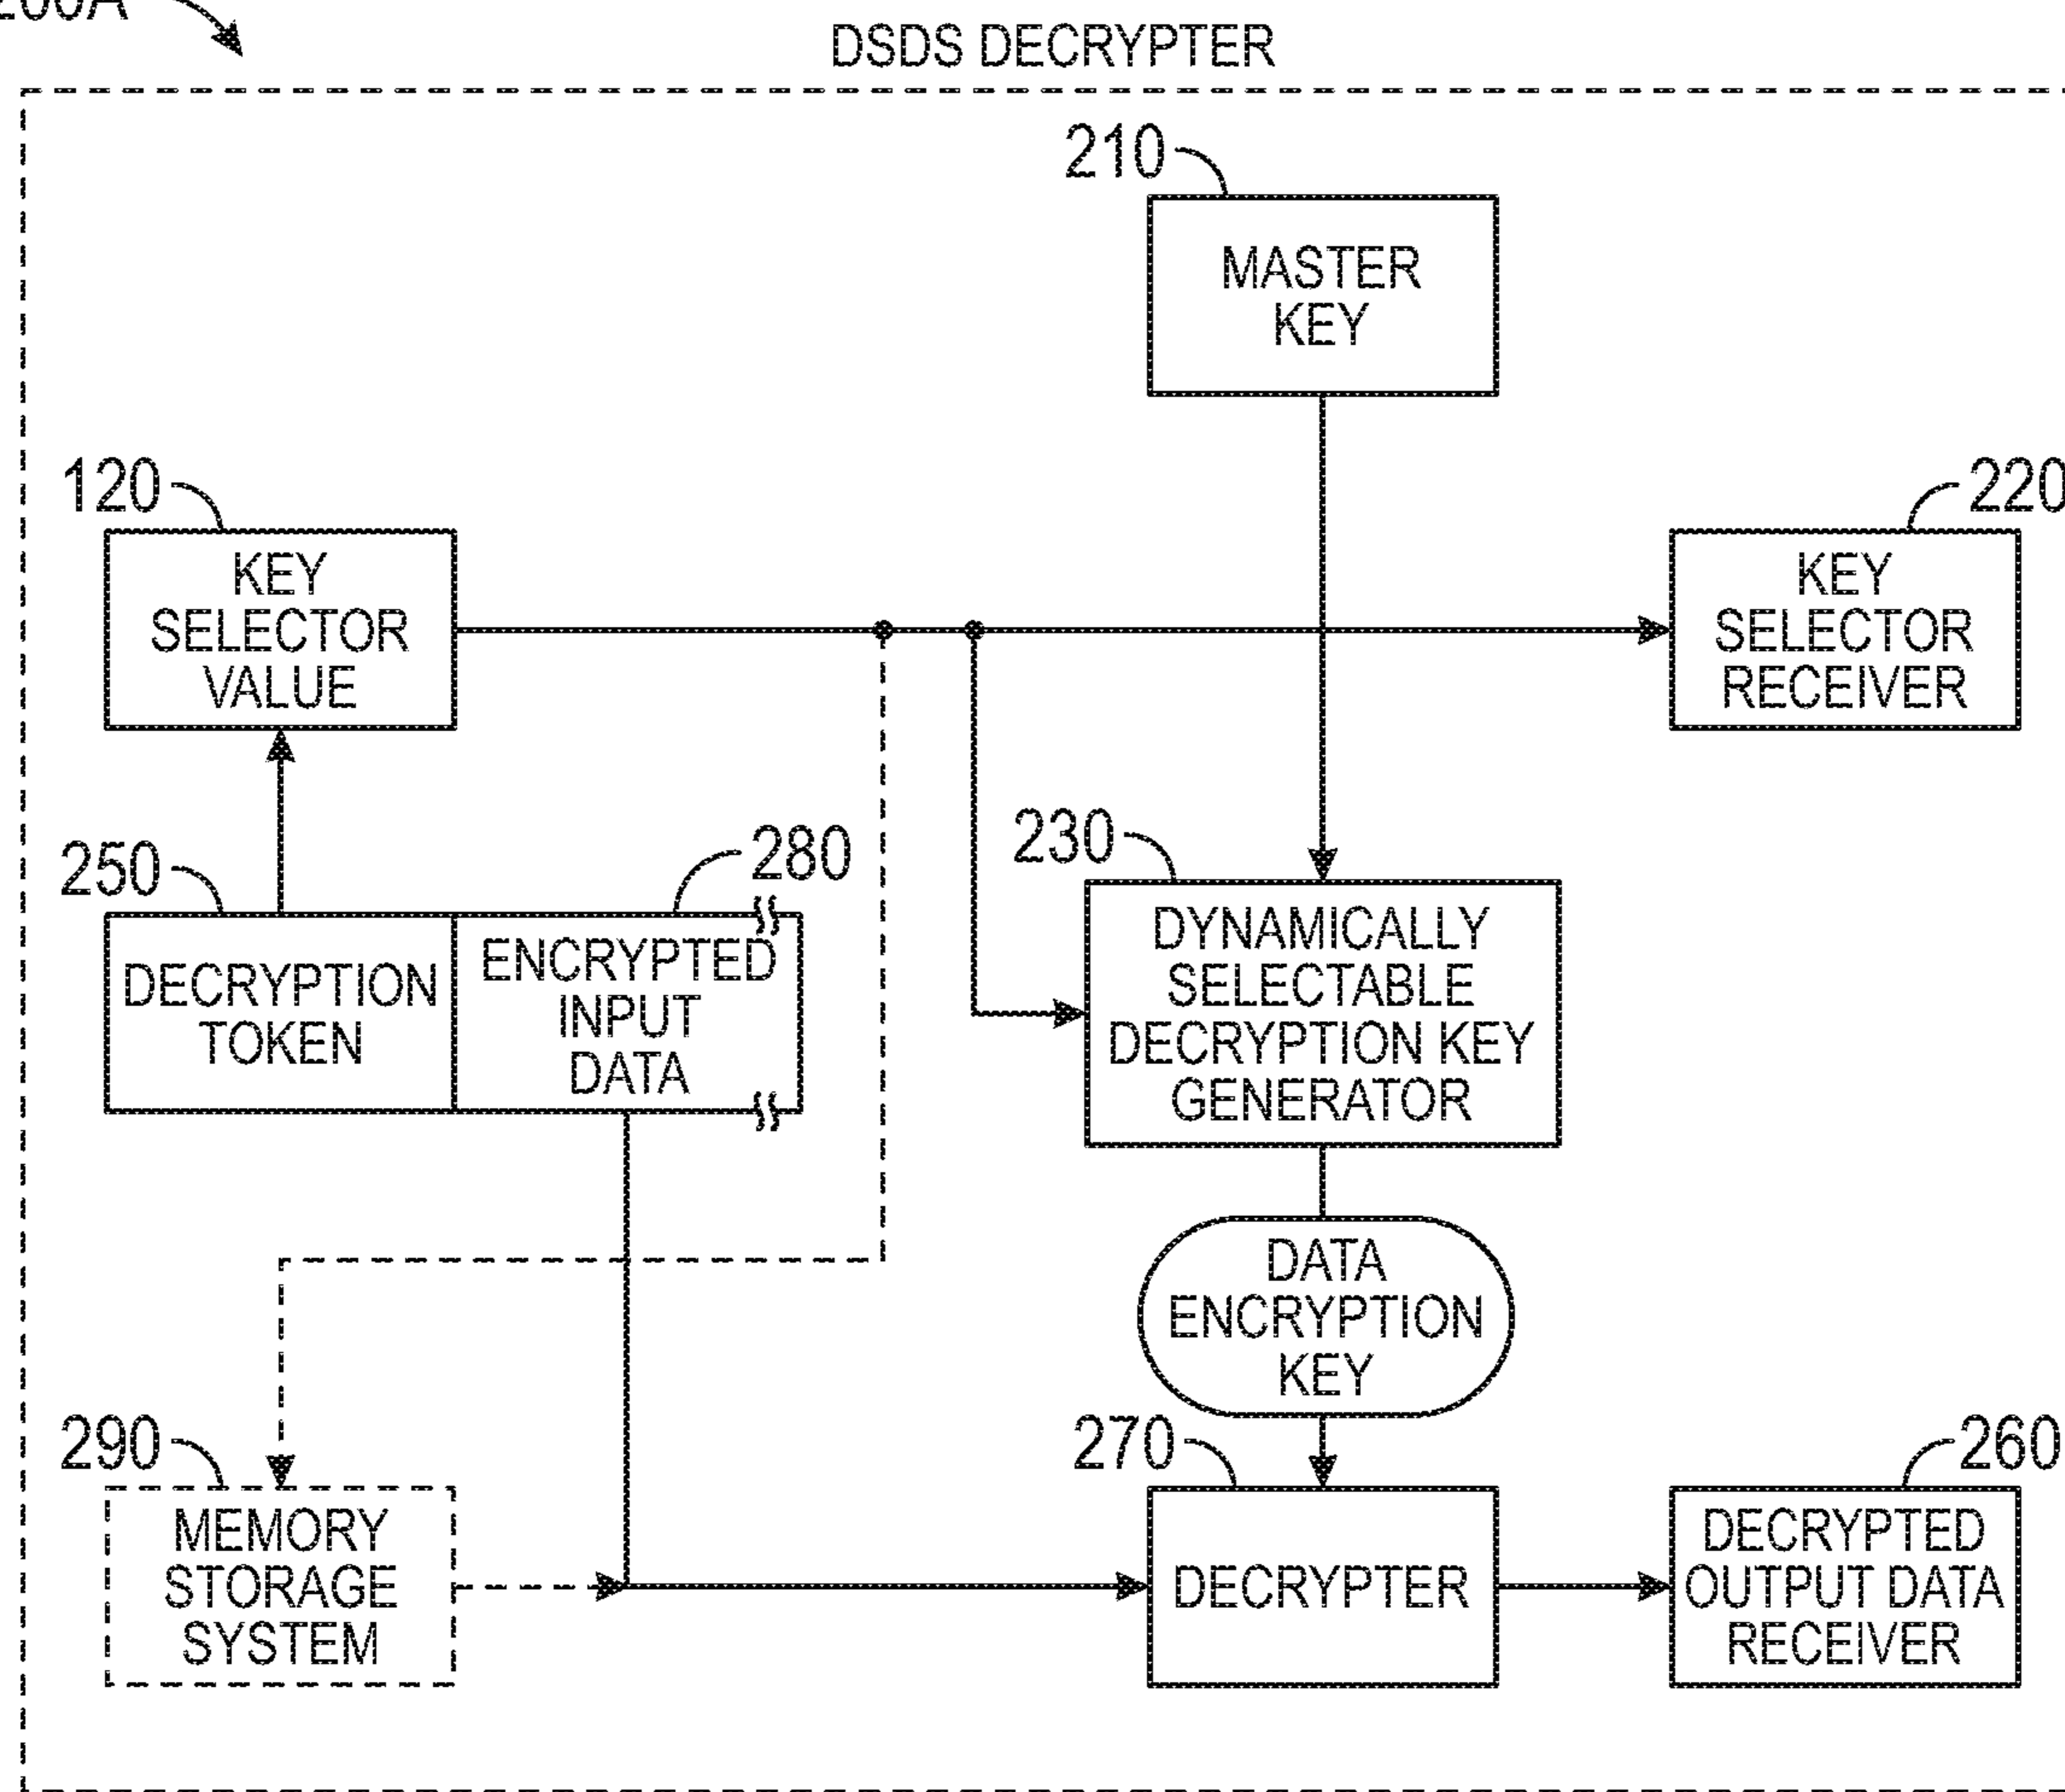 200A
DSDS DECRYPTER
210
MASTER
KEY
120
KEY
SELECTOR
VALUE
220
KEY
SELECTOR
RECEIVER
250
DECRYPTION
TOKEN
280
ENCRYPTED
INPUT
DATA
230
DYNAMICALLY
SELECTABLE
DECRYPTION KEY
GENERATOR
DATA
ENCRYPTION
KEY
290
MEMORY
STORAGE
SYSTEM
270
DECRYPTER
260
DECRYPTED
OUTPUT DATA
RECEIVER